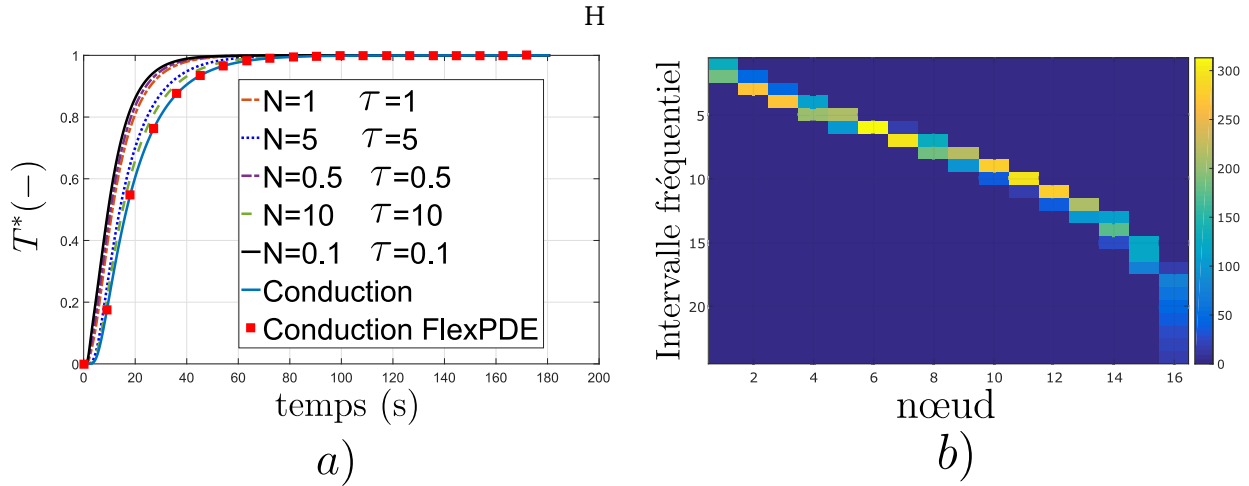 H
T*(−)
1
0.8
0.6
0.4
0.2
0
0 20 40 60 80 100 120 140 160 180 200
temps (s)
N=1 τ=1
N=5 τ=5
N=0.5 τ=0.5
N=10 τ=10
N=0.1 τ=0.1
Conduction
Conduction FlexPDE
a)
Intervalle fréquentiel
5
10
15
20
2 4 6 8 10 12 14 16
nœud
300
250
200
150
100
50
0
b)